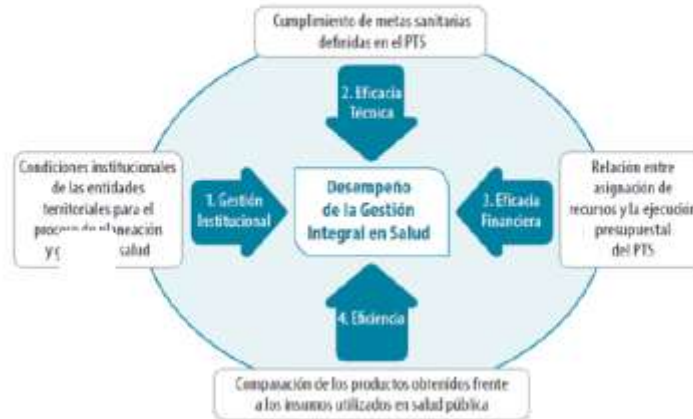 Cumplimiento de metas sanitarias
definidas en el PTS
2. Eficacia
Técnica
Condiciones institucionales
de las entidades
territoriales para el
proceso de planeación
y salud
1. Gestión
Institucional
Desempeño
de la Gestión
Integral en Salud
3. Eficacia
Financiera
Relación entre
asignación de
recursos y la ejecución
presupuestal
del PTS
4. Eficiencia
Comparación de los productos obtenidos frente
a los insumos utilizados en salud pública